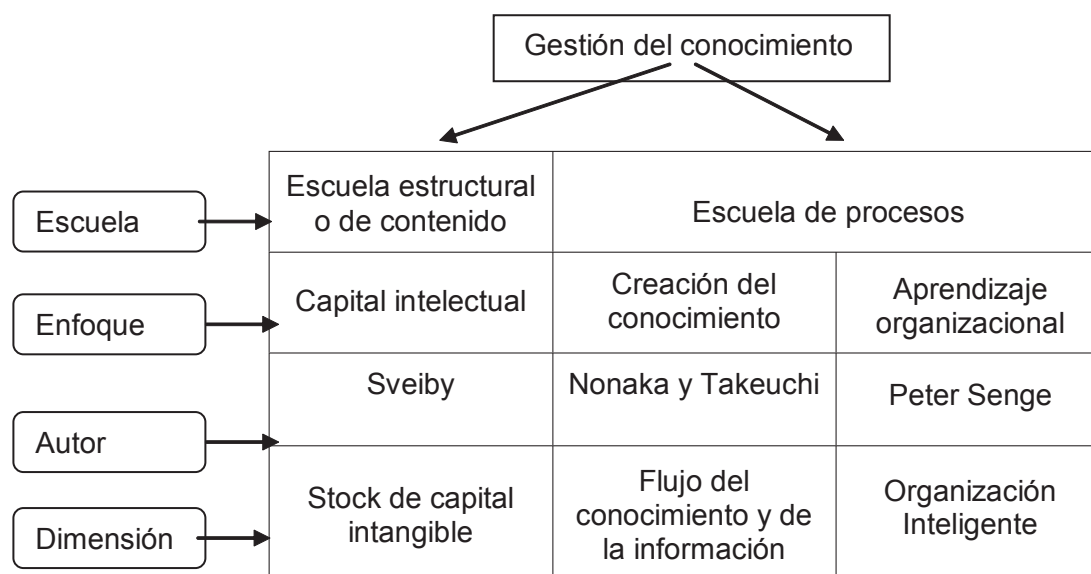 Gestión del conocimiento
Escuela
Escuela estructural
o de contenido
Escuela de procesos
Enfoque
Capital intelectual
Creación del
conocimiento
Aprendizaje
organizacional
Autor
Sveiby
Nonaka y Takeuchi
Peter Senge
Dimensión
Stock de capital
intangible
Flujo del
conocimiento y de
la información
Organización
Inteligente